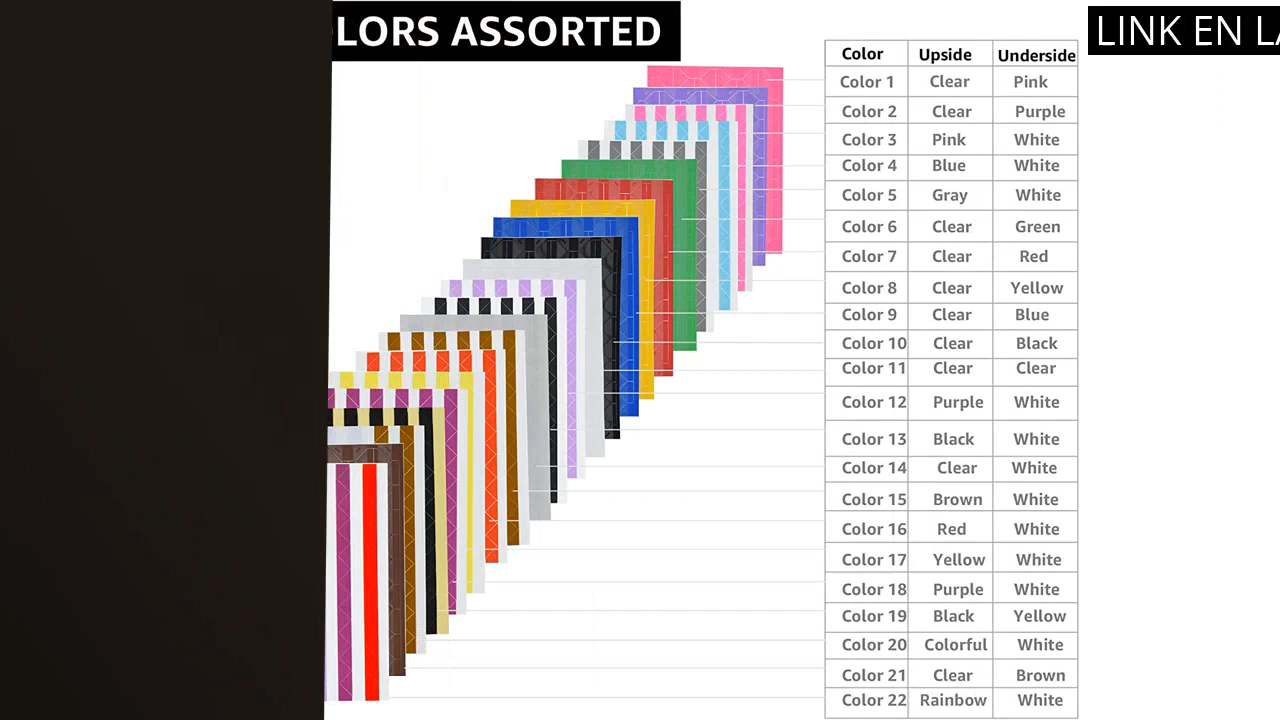 LORS ASSORTED
LINK EN L
Color Upside Underside
Color 1 Clear Pink
Color 2 Clear Purple
Color 3 Pink White
Color 4 Blue White
Color 5 Gray White
Color 6 Clear Green
Color 7 Clear Red
Color 8 Clear Yellow
Color 9 Clear Blue
Color 10 Clear Black
Color 11 Clear Clear
Color 12 Purple White
Color 13 Black White
Color 14 Clear White
Color 15 Brown White
Color 16 Red White
Color 17 Yellow White
Color 18 Purple White
Color 19 Black Yellow
Color 20 Colorful White
Color 21 Clear Brown
Color 22 Rainbow White